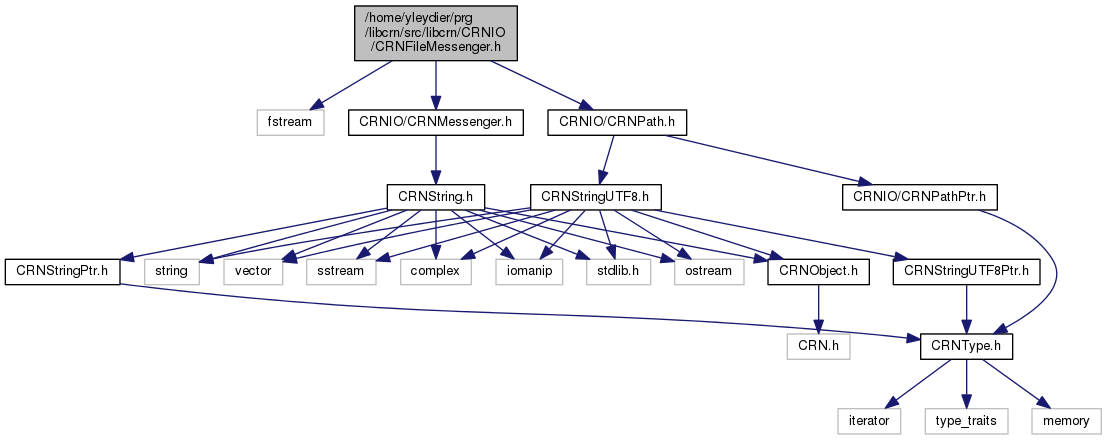 /home/yleydier/prg
/libcrn/src/libcrn/CRNIO
/CRNFileMessenger.h
fstream
CRNIO/CRNMessenger.h
CRNIO/CRNPath.h
CRNString.h
CRNStringUTF8.h
CRNIO/CRNPathPtr.h
CRNStringPtr.h
string
vector
sstream
complex
iomanip
stdlib.h
ostream
CRNObject.h
CRNStringUTF8Ptr.h
CRN.h
CRNType.h
iterator
type_traits
memory